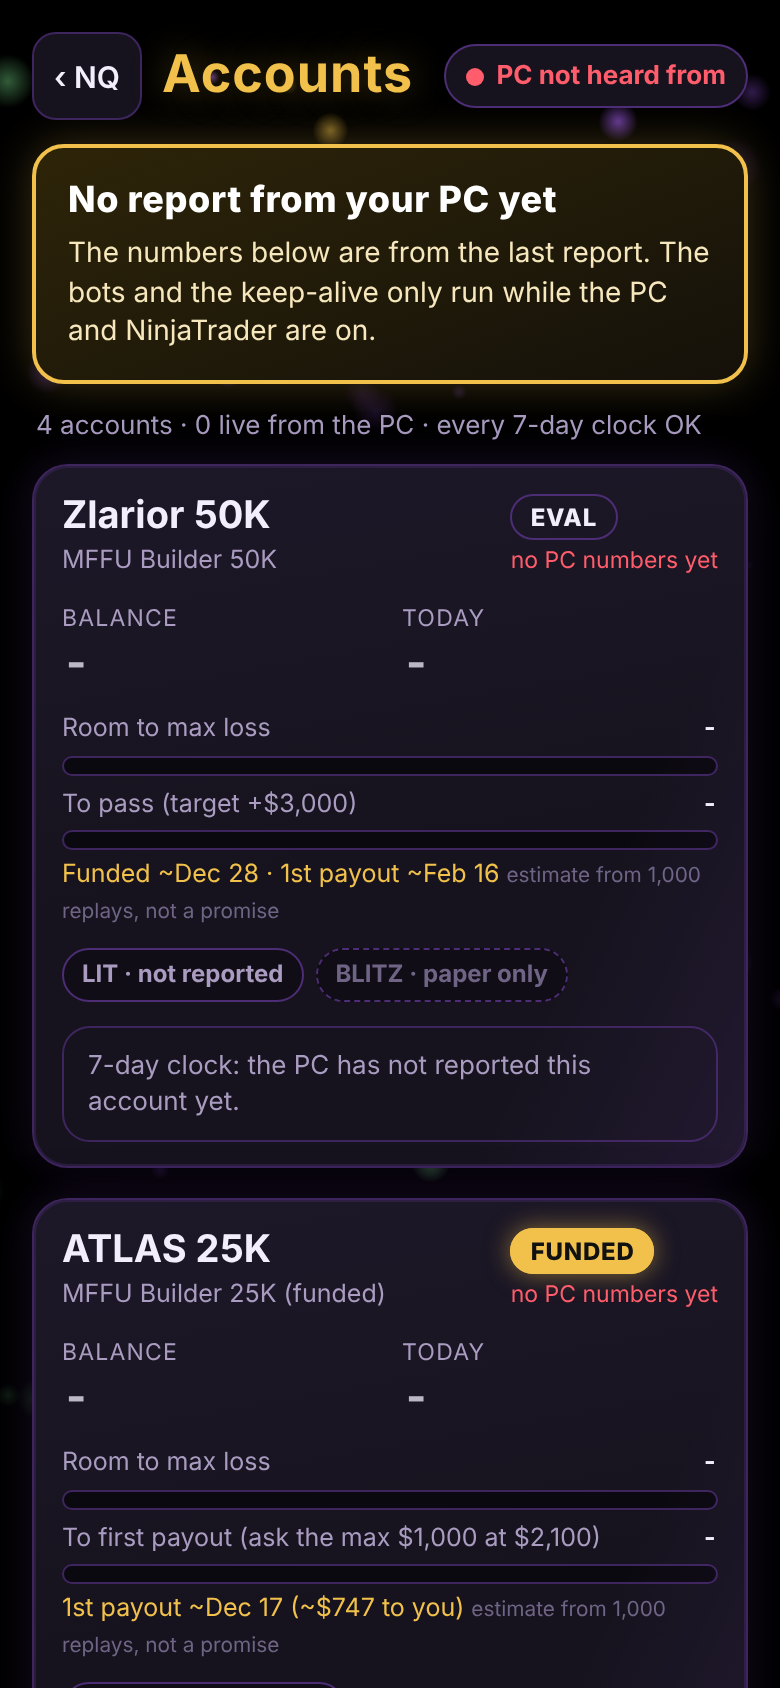 ‹ NQ
Accounts
PC not heard from
No report from your PC yet
The numbers below are from the last report. The
bots and the keep-alive only run while the PC
and NinjaTrader are on.
4 accounts · 0 live from the PC · every 7-day clock OK
Zlarior 50K
EVAL
MFFU Builder 50K
no PC numbers yet
BALANCE
TODAY
-
-
Room to max loss
-
To pass (target +$3,000)
-
Funded ~Dec 28 · 1st payout ~Feb 16 estimate from 1,000
replays, not a promise
LIT · not reported
BLITZ · paper only
7-day clock: the PC has not reported this
account yet.
ATLAS 25K
FUNDED
MFFU Builder 25K (funded)
no PC numbers yet
BALANCE
TODAY
-
-
Room to max loss
-
To first payout (ask the max $1,000 at $2,100)
-
1st payout ~Dec 17 (~$747 to you) estimate from 1,000
replays, not a promise